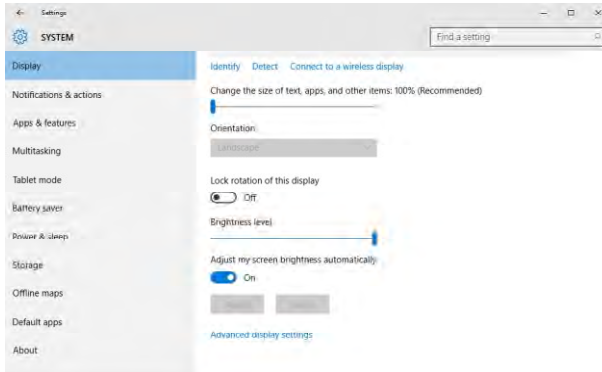 Settings
SYSTEM
Find a setting
Display
Notifications & actions
Apps & features
Multitasking
Tablet mode
Battery saver
Power & sleep
Storage
Offline maps
Default apps
About
Identify Detect Connect to a wireless display
Change the size of text, apps, and other items: 100% (Recommended)
Orientation
Landscape
Lock rotation of this display
Off
Brightness level
Adjust my screen brightness automatically
On
Advanced display settings